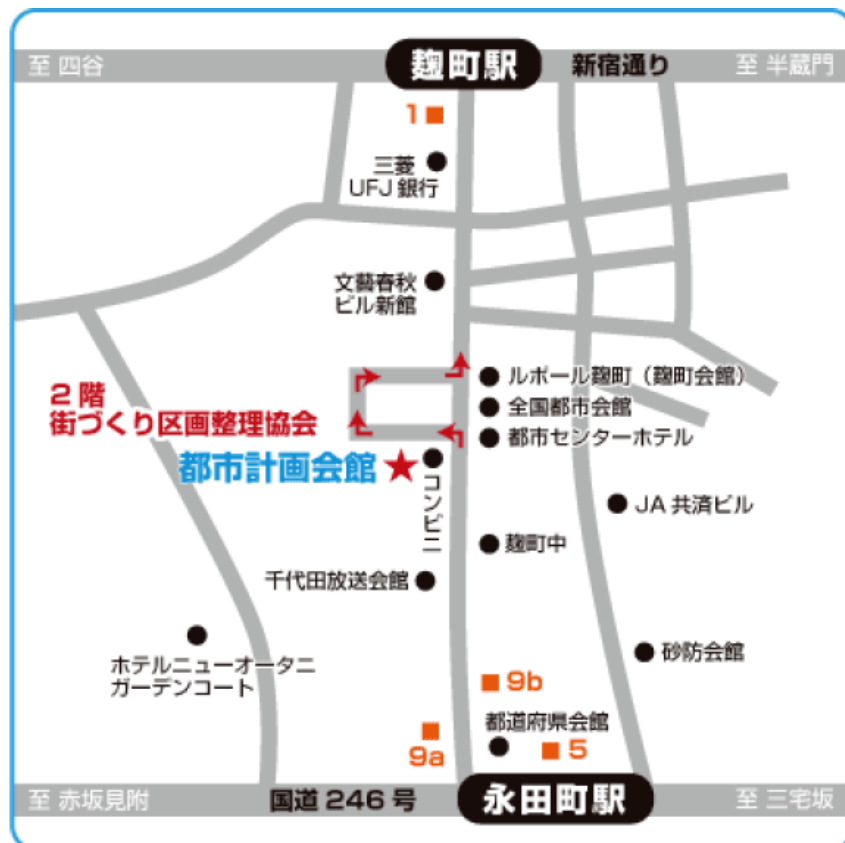 至 四谷
麹町駅
新宿通り
至 半蔵門
1
三菱
UFJ 銀行
文藝春秋
ビル新館
2 階
街づくり区画整理協会
都市計画会館
コンビニ
ルポール麹町（麹町会館）
全国都市会館
都市センターホテル
JA 共済ビル
麹町中
千代田放送会館
ホテルニューオータニ
ガーデンコート
砂防会館
9b
都道府県会館
5
9a
至 赤坂見附
国道 246 号
永田町駅
至 三宅坂